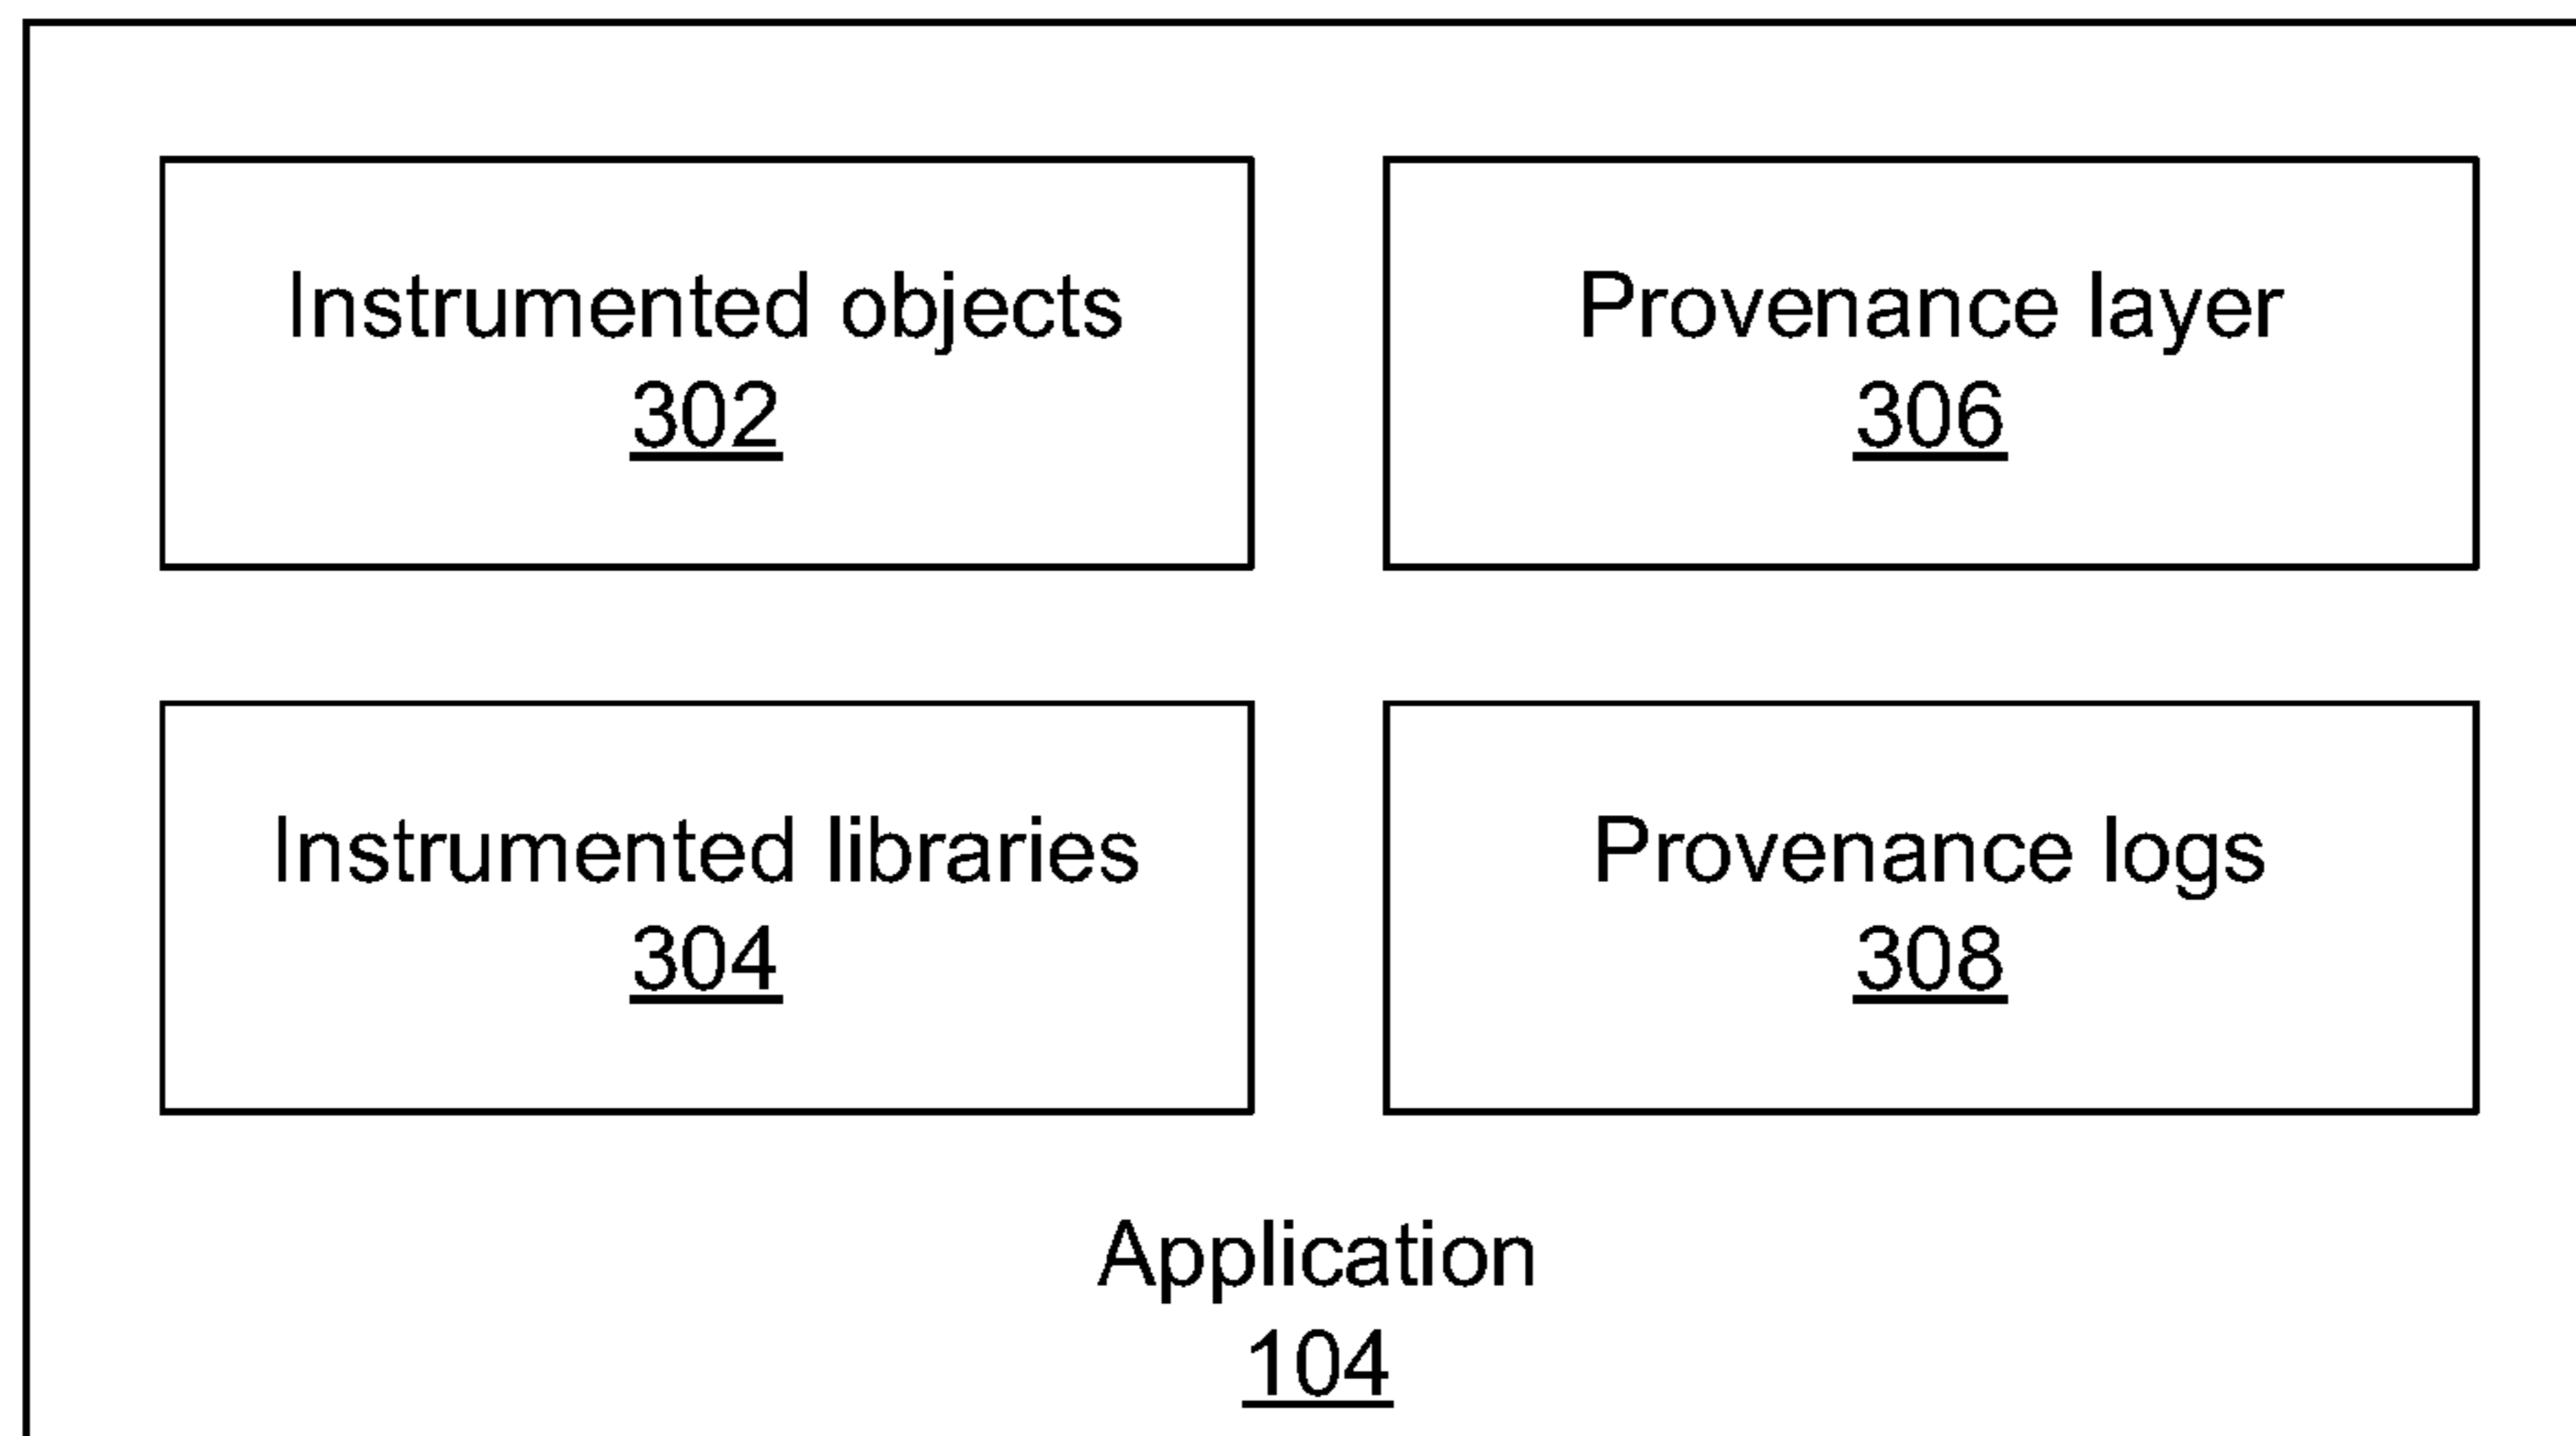 Instrumented objects
302
Provenance layer
306
Instrumented libraries
304
Provenance logs
308
Application
104